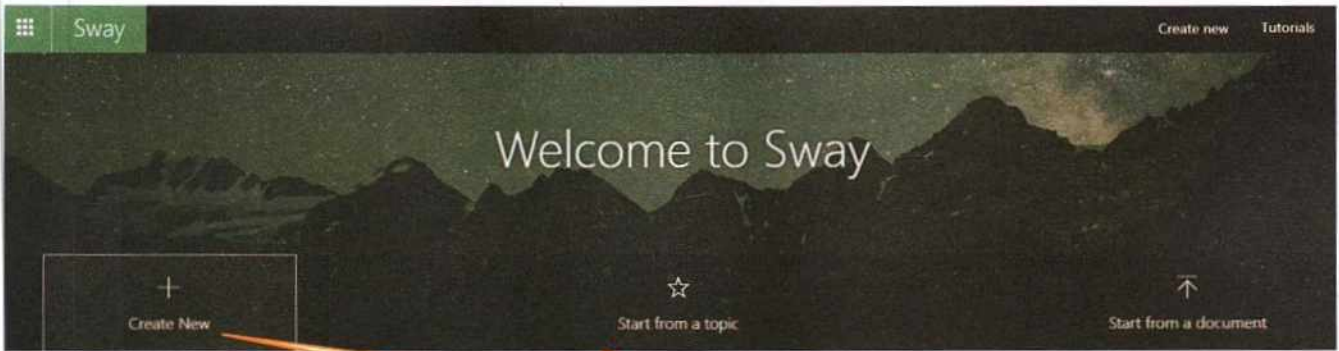 Sway
Create new
Tutorials
Welcome to Sway
Create New
Start from a topic
Start from a document